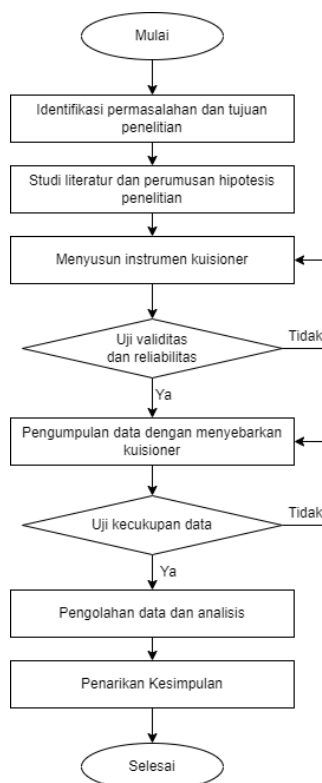 Mulai
Identifikasi permasalahan dan tujuan
penelitian
Studi literatur dan perumusan hipotesis
penelitian
Menyusun instrumen kuisioner
Uji validitas
dan reliabilitas
Tidak
Ya
Pengumpulan data dengan menyebarkan
kuisioner
Uji kecukupan data
Tidak
Ya
Pengolahan data dan analisis
Penarikan Kesimpulan
Selesai